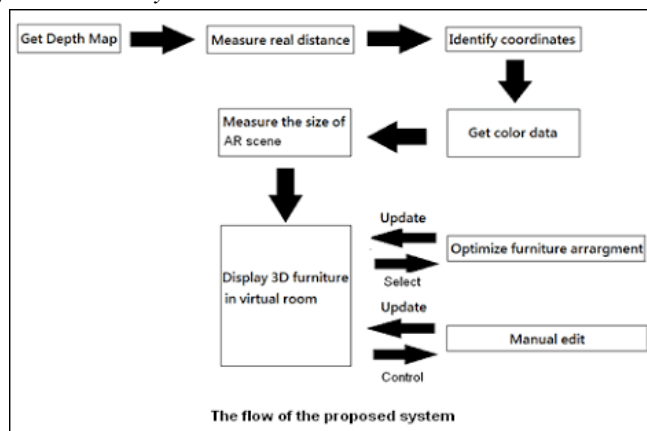 Get Depth Map
Measure real distance
Identify coordinates
Measure the size of
AR scene
Get color data
Update
Optimize furniture arrargment
Select
Display 3D furniture
in virtual room
Update
Manual edit
Control
The flow of the proposed system